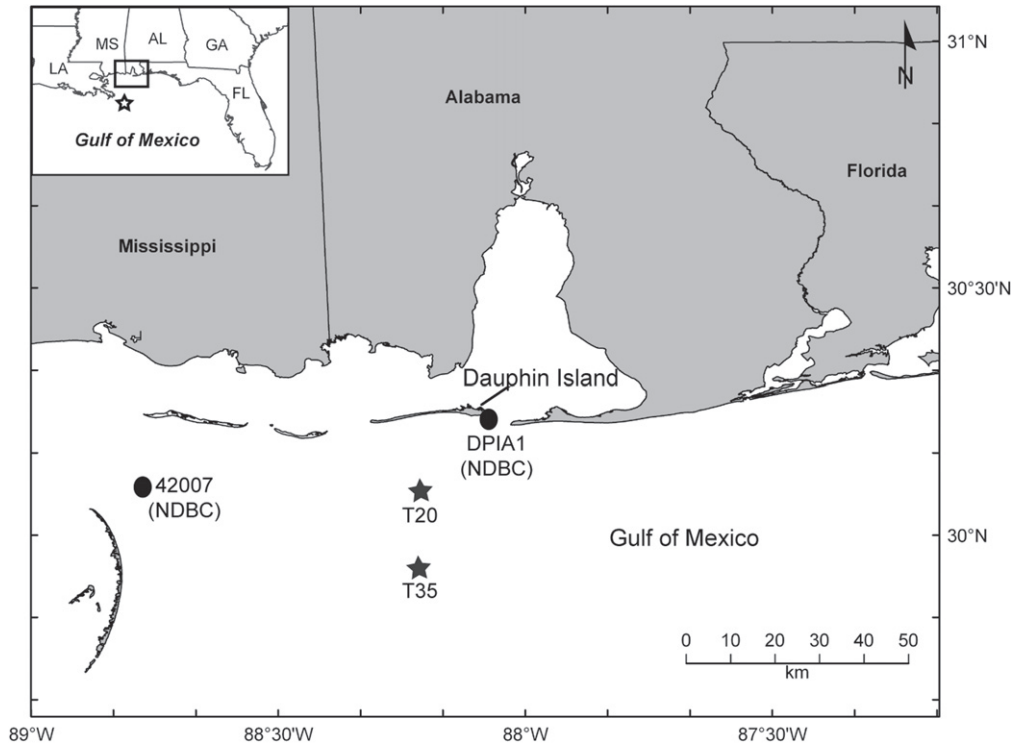 MS
AL
GA
LA
FL
Gulf of Mexico
31°N
N
Alabama
Florida
Mississippi
30°30'N
Dauphin Island
DPIA1
(NDBC)
42007
(NDBC)
T20
Gulf of Mexico
30°N
T35
0 10 20 30 40 50
km
89°W 88°30'W 88°W 87°30'W